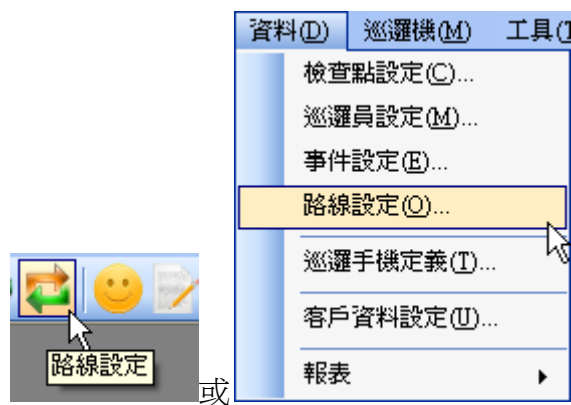 資料(D) 巡邏機(M) 工具(T
檢查點設定(C)...
巡邏員設定(M)...
事件設定(E)...
路線設定(O)...
巡邏手機定義(T)...
客戶資料設定(U)...
報表
路線設定
或